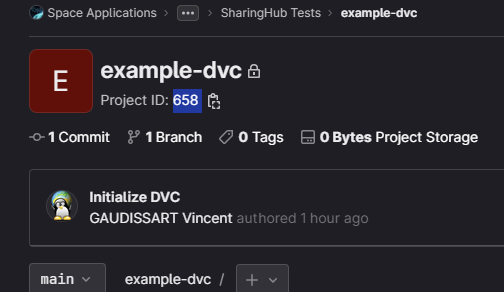 Space Applications > ... > SharingHub Tests > example-dvc
E
example-dvc
Project ID: 658
1 Commit 1 Branch 0 Tags 0 Bytes Project Storage
Initialize DVC
GAUDISSART Vincent authored 1 hour ago
main example-dvc / +